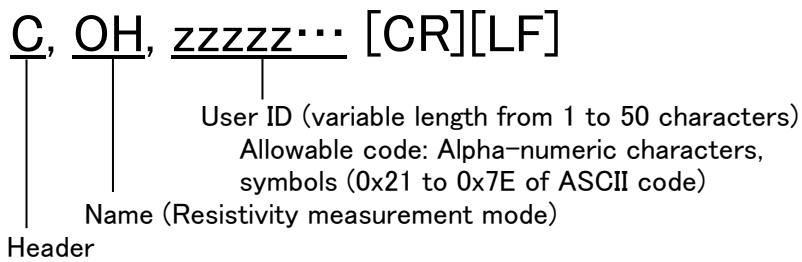 C, OH, zzzzz… [CR][LF]
User ID (variable length from 1 to 50 characters)
Allowable code: Alpha-numeric characters,
symbols (0x21 to 0x7E of ASCII code)
Name (Resistivity measurement mode)
Header